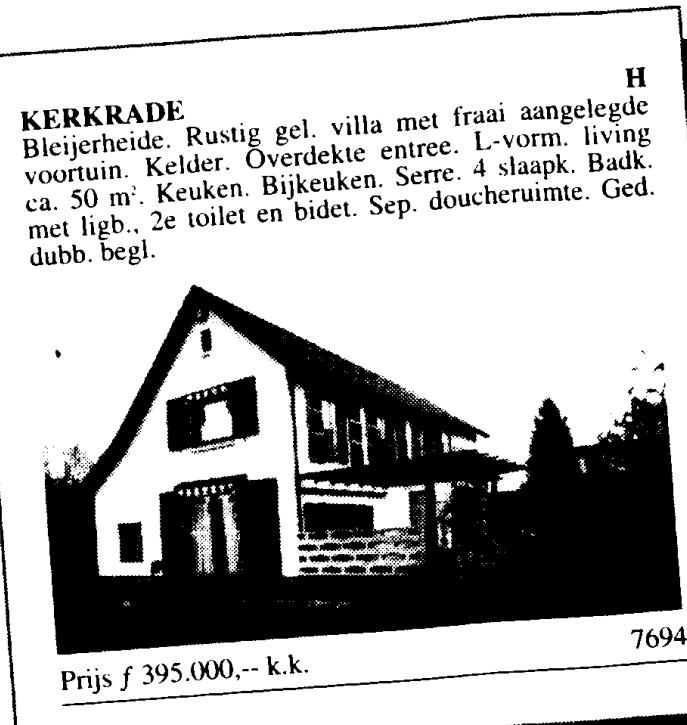 H
KERKRADE
Bleijerheide. Rustig gel. villa met fraai aangelegde
voortuin. Kelder. Overdekte entree. L-vorm. living
ca. 50 m². Keuken. Bijkeuken. Serre. 4 slaapk. Badk.
met ligb., 2e toilet en bidet. Sep. doucheruimte. Ged.
dubb. begl.
Prijs ƒ 395.000,-- k.k.
7694